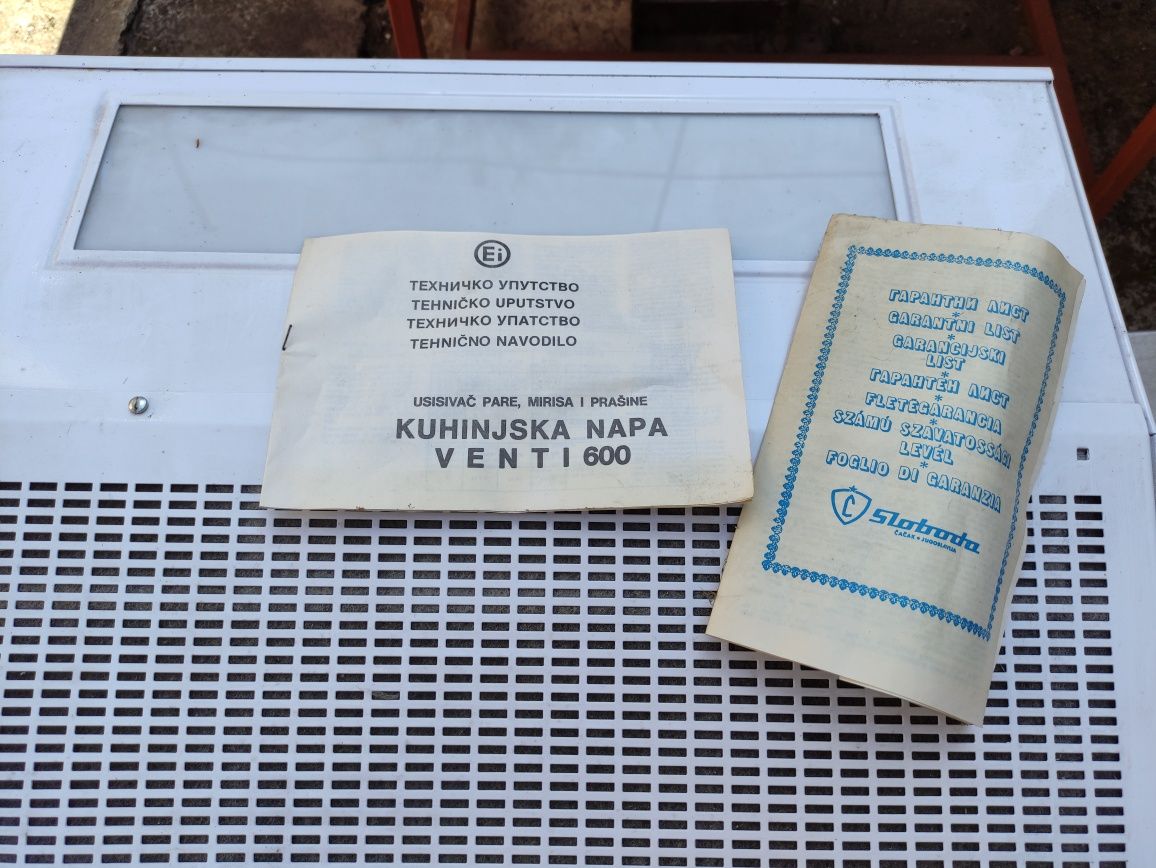 Ei
ТЕХНИЧКО УПУТСТВО
TEHNIČKO UPUTSTVO
ТЕХНИЧКО УПАТСТВО
TEHNIČNO NAVODILO
USISIVAČ PARE, MIRISA I PRAŠINE
KUHINJSKA NAPA
VENTI 600
ГАРАНТНИ ЛИСТ
*
GARANTNI LIST
*
GARANCIJSKI
LIST
*
ГАРАНТЕН ЛИСТ
*
FLETËGARANCIA
*
SZÁMÚ SZAVATOSSÁGI
LEVÉL
*
FOGLIO DI GARANZIA
Č
Sloboda
ČAČAK • JUGOSLAVIJA